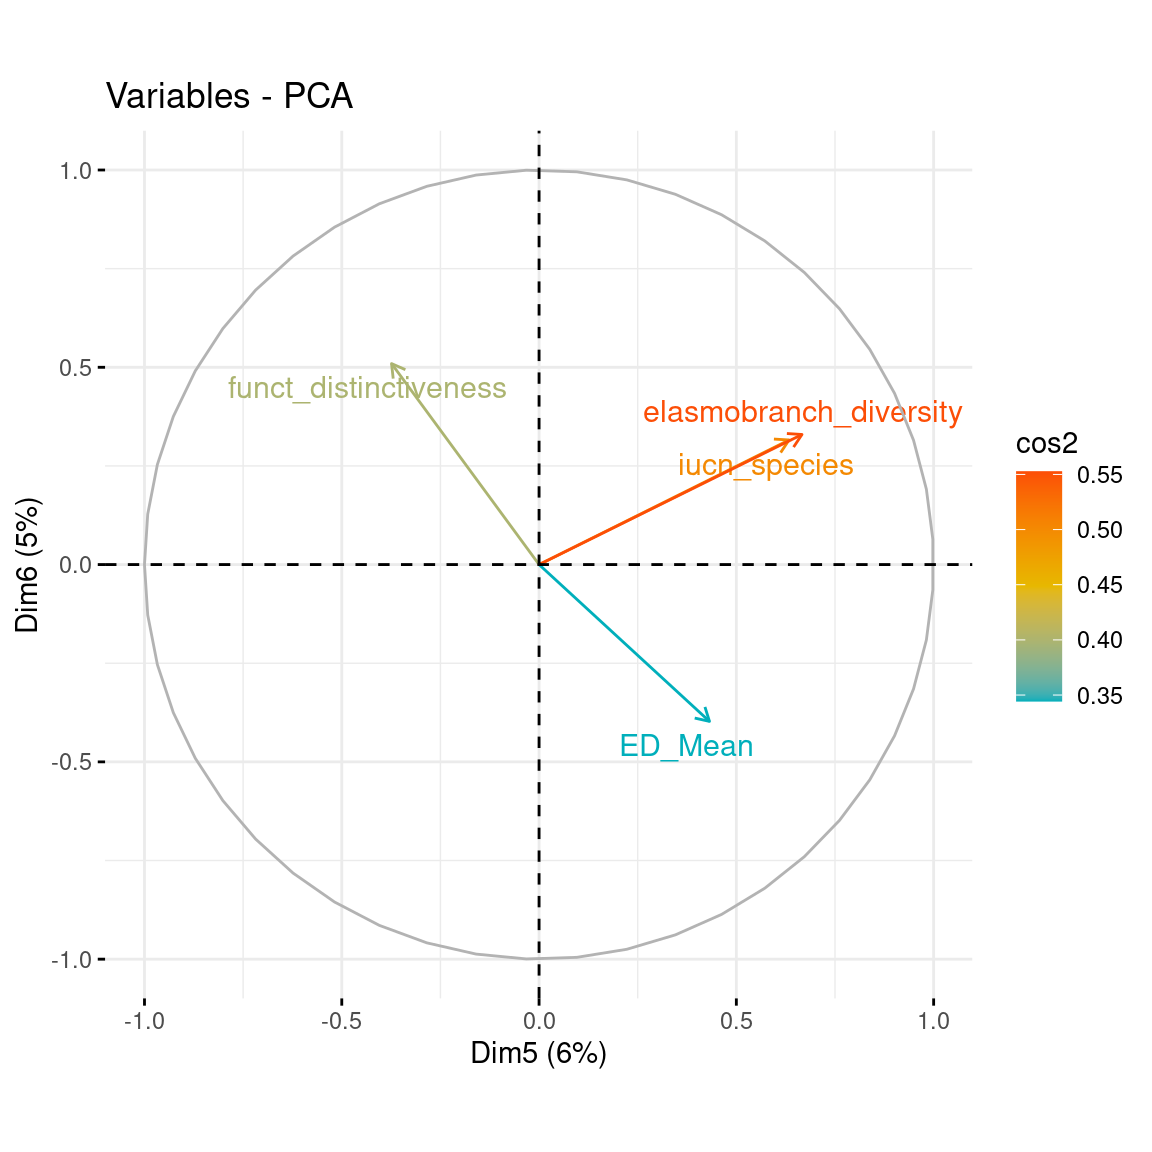 Variables - PCA
1.0
0.5
0.0
-0.5
-1.0
Dim6 (5%)
funct_distinctiveness
elasmobranch_diversity
iucn_species
ED_Mean
-1.0
-0.5
0.0
0.5
1.0
Dim5 (6%)
cos2
0.55
0.50
0.45
0.40
0.35